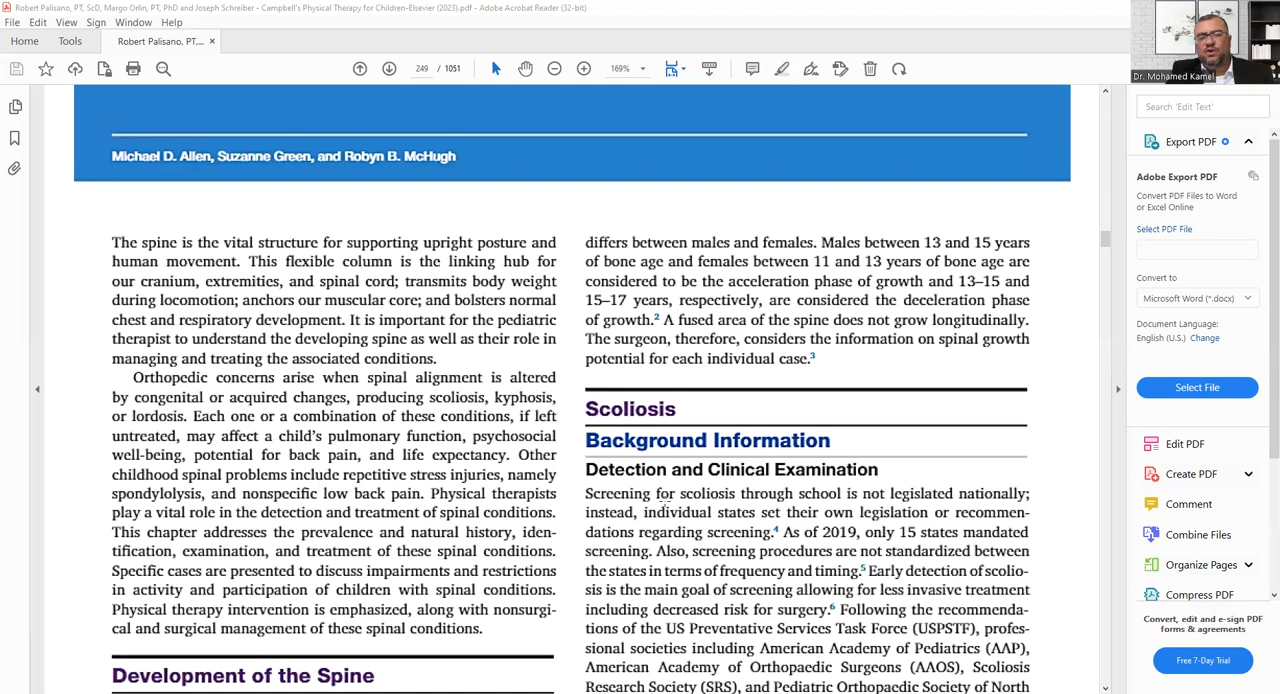 Robert Palisano, PT, ScD, Margo Orlin, PT, PhD and Joseph Schreiber - Campbell's Physical Therapy for Children-Elsevier (2023).pdf - Adobe Acrobat Reader (32-bit)
File Edit View Sign Window Help
Home Tools Robert Palisano, PT,... ×
249 / 1051 169%
Dr. Mohamed Kamel
Michael D. Allen, Suzanne Green, and Robyn B. McHugh
The spine is the vital structure for supporting upright posture and
human movement. This flexible column is the linking hub for
our cranium, extremities, and spinal cord; transmits body weight
during locomotion; anchors our muscular core; and bolsters normal
chest and respiratory development. It is important for the pediatric
therapist to understand the developing spine as well as their role in
managing and treating the associated conditions.
Orthopedic concerns arise when spinal alignment is altered
by congenital or acquired changes, producing scoliosis, kyphosis,
or lordosis. Each one or a combination of these conditions, if left
untreated, may affect a child's pulmonary function, psychosocial
well-being, potential for back pain, and life expectancy. Other
childhood spinal problems include repetitive stress injuries, namely
spondylolysis, and nonspecific low back pain. Physical therapists
play a vital role in the detection and treatment of spinal conditions.
This chapter addresses the prevalence and natural history, iden-
tification, examination, and treatment of these spinal conditions.
Specific cases are presented to discuss impairments and restrictions
in activity and participation of children with spinal conditions.
Physical therapy intervention is emphasized, along with nonsurgi-
cal and surgical management of these spinal conditions.
Development of the Spine
differs between males and females. Males between 13 and 15 years
of bone age and females between 11 and 13 years of bone age are
considered to be the acceleration phase of growth and 13–15 and
15–17 years, respectively, are considered the deceleration phase
of growth.2 A fused area of the spine does not grow longitudinally.
The surgeon, therefore, considers the information on spinal growth
potential for each individual case.3
Scoliosis
Background Information
Detection and Clinical Examination
Screening for scoliosis through school is not legislated nationally;
instead, individual states set their own legislation or recommen-
dations regarding screening.4 As of 2019, only 15 states mandated
screening. Also, screening procedures are not standardized between
the states in terms of frequency and timing.5 Early detection of scolio-
sis is the main goal of screening allowing for less invasive treatment
including decreased risk for surgery.6 Following the recommenda-
tions of the US Preventative Services Task Force (USPSTF), profes-
sional societies including American Academy of Pediatrics (AAP),
American Academy of Orthopaedic Surgeons (AAOS), Scoliosis
Research Society (SRS), and Pediatric Orthopaedic Society of North
Search 'Edit Text'
Export PDF
Adobe Export PDF
Convert PDF Files to Word
or Excel Online
Select PDF File
Convert to
Microsoft Word (*.docx)
Document Language:
English (U.S.) Change
Select File
Edit PDF
Create PDF
Comment
Combine Files
Organize Pages
Compress PDF
Convert, edit and e-sign PDF
forms & agreements
Free 7-Day Trial